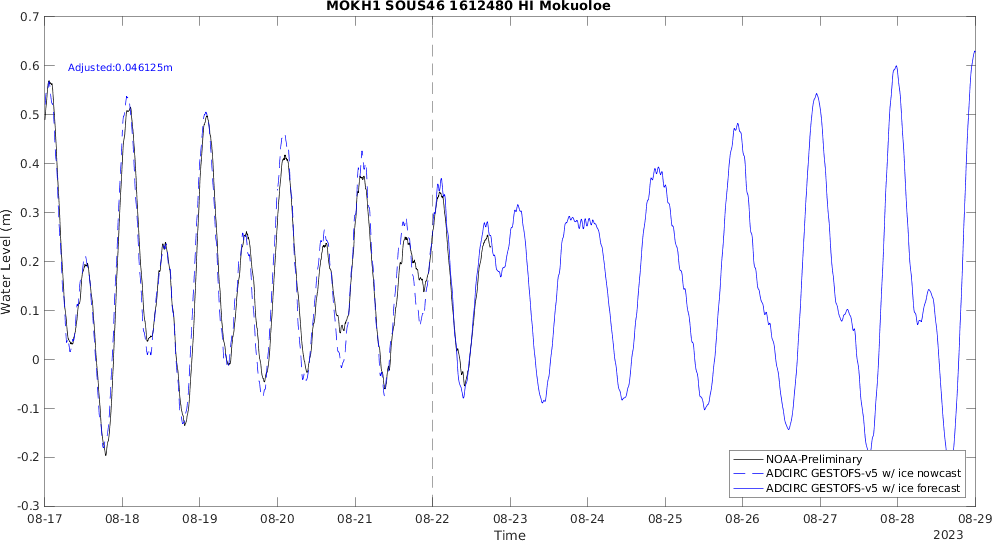 MOKH1 SOUS46 1612480 HI Mokuoloe
Adjusted:0.046125m
Water Level (m)
0.7
0.6
0.5
0.4
0.3
0.2
0.1
0
-0.1
-0.2
-0.3
NOAA-Preliminary
ADCIRC GESTOFS-v5 w/ ice nowcast
ADCIRC GESTOFS-v5 w/ ice forecast
08-17 08-18 08-19 08-20 08-21 08-22 08-23 08-24 08-25 08-26 08-27 08-28 08-29
Time
2023